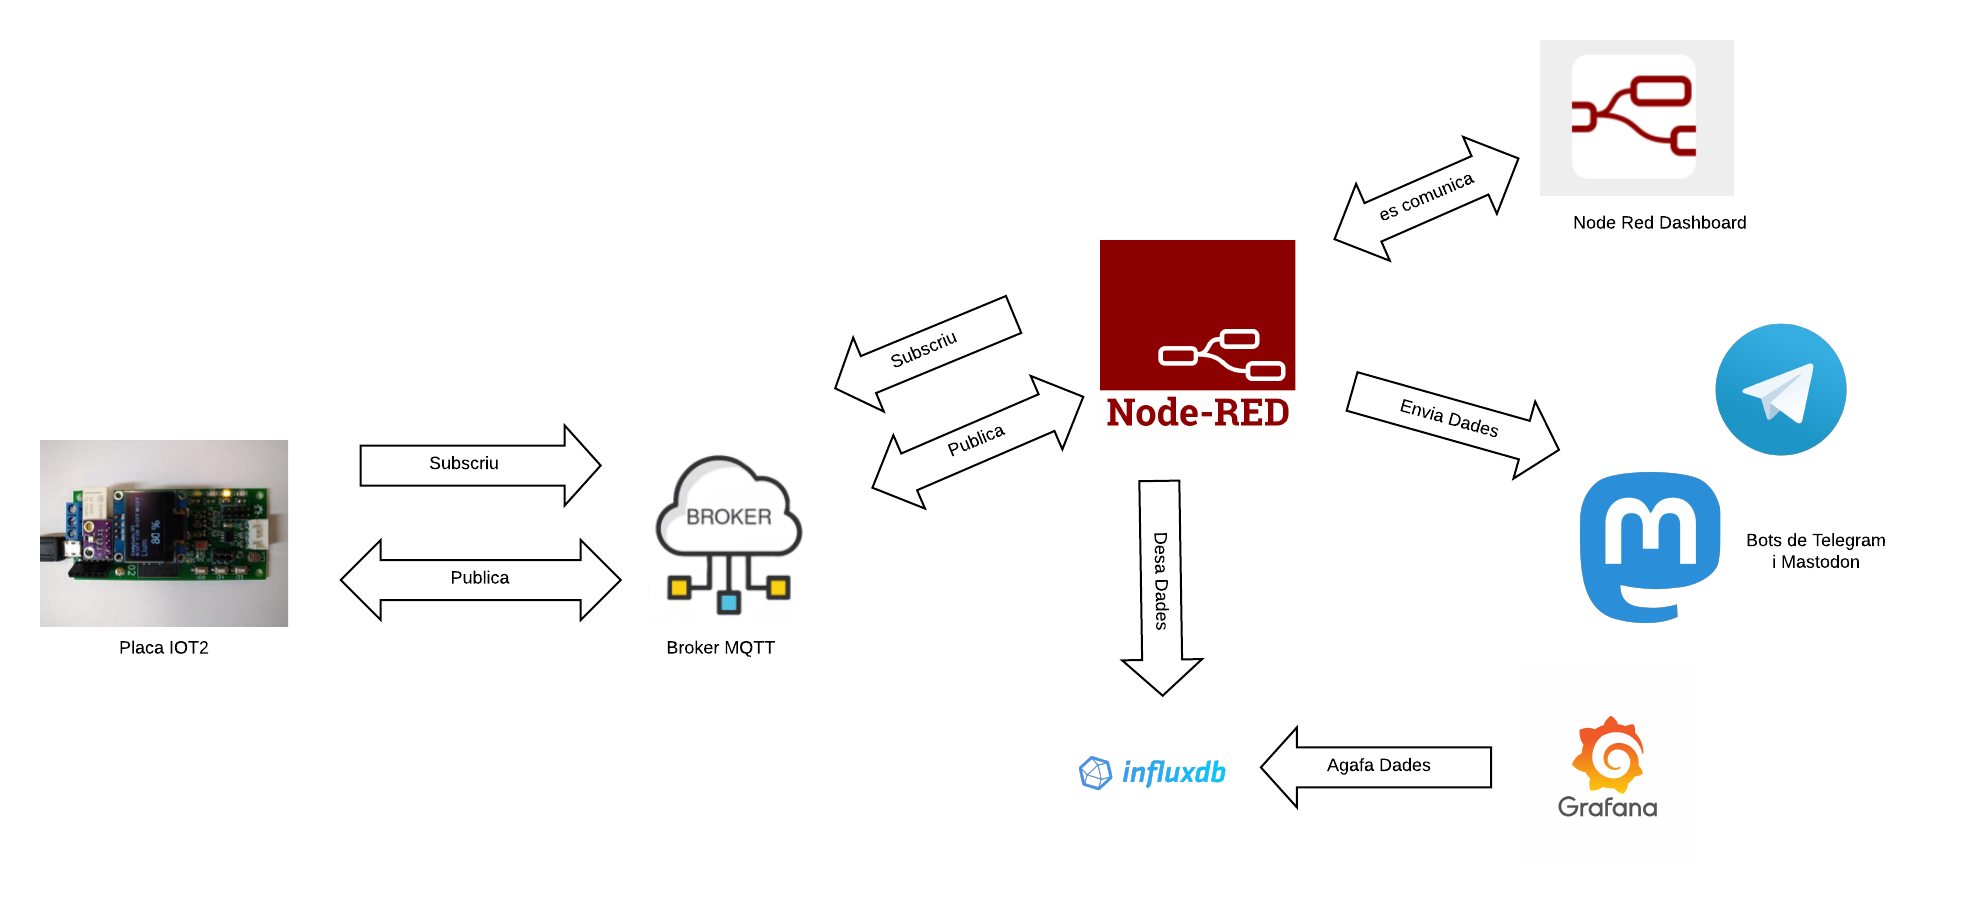 es comunica
Node Red Dashboard
Subscriu
Node-RED
Publica
Envia Dades
Subscriu
BROKER
Publica
80 %
Placa IOT2
Broker MQTT
Desa Dades
Bots de Telegram
i Mastodon
influxdb
Agafa Dades
Grafana